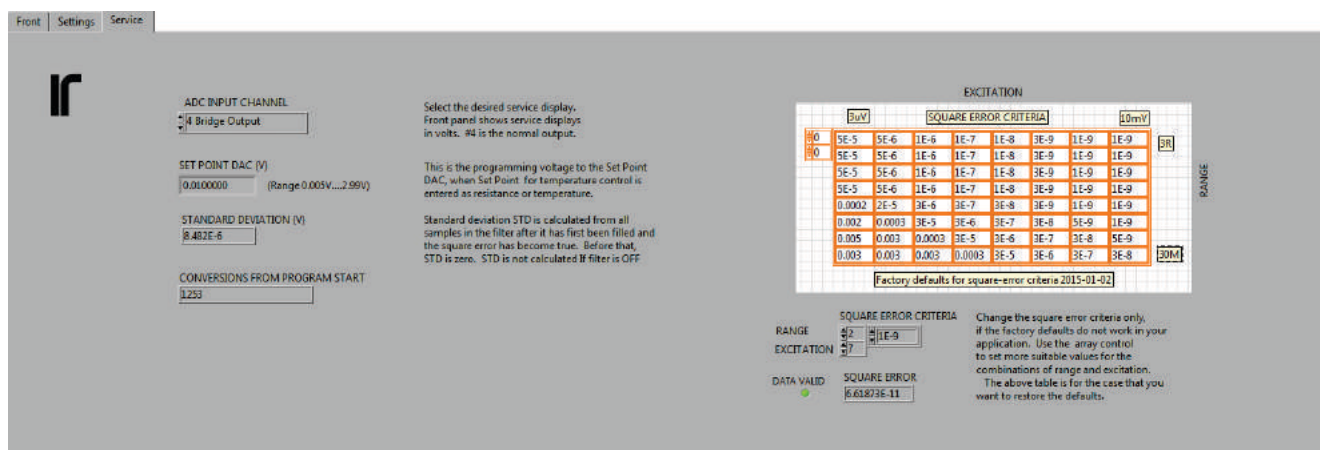 Front Settings Service
Ir
ADC INPUT CHANNEL
4 Bridge Output
Select the desired service display.
Front panel shows service displays
in volts. #4 is the normal output.
SET POINT DAC (V)
0.0100000 (Range 0.005V....2.99V)
This is the programming voltage to the Set Point
DAC, when Set Point for temperature control is
entered as resistance or temperature.
STANDARD DEVIATION (V)
8.482E-6
Standard deviation STD is calculated from all
samples in the filter after it has first been filled and
the square error has become true. Before that,
STD is zero. STD is not calculated If filter is OFF
CONVERSIONS FROM PROGRAM START
1253
EXCITATION
3uV SQUARE ERROR CRITERIA 10mV
0 5E-5 5E-6 1E-6 1E-7 1E-8 3E-9 1E-9 1E-9 3R
0 5E-5 5E-6 1E-6 1E-7 1E-8 3E-9 1E-9 1E-9
5E-5 5E-6 1E-6 1E-7 1E-8 3E-9 1E-9 1E-9
5E-5 5E-6 1E-6 1E-7 1E-8 3E-9 1E-9 1E-9
0.0002 2E-5 3E-6 3E-7 3E-8 3E-9 1E-9 1E-9
0.002 0.0003 3E-5 3E-6 3E-7 3E-8 5E-9 1E-9
0.005 0.003 0.0003 3E-5 3E-6 3E-7 3E-8 5E-9
0.003 0.003 0.003 0.0003 3E-5 3E-6 3E-7 3E-8 30M
RANGE
Factory defaults for square-error criteria 2015-01-02
SQUARE ERROR CRITERIA
RANGE 2 1E-9
EXCITATION 7
DATA VALID SQUARE ERROR
6.61873E-11
Change the square error criteria only,
if the factory defaults do not work in your
application. Use the array control
to set more suitable values for the
combinations of range and excitation.
The above table is for the case that you
want to restore the defaults.